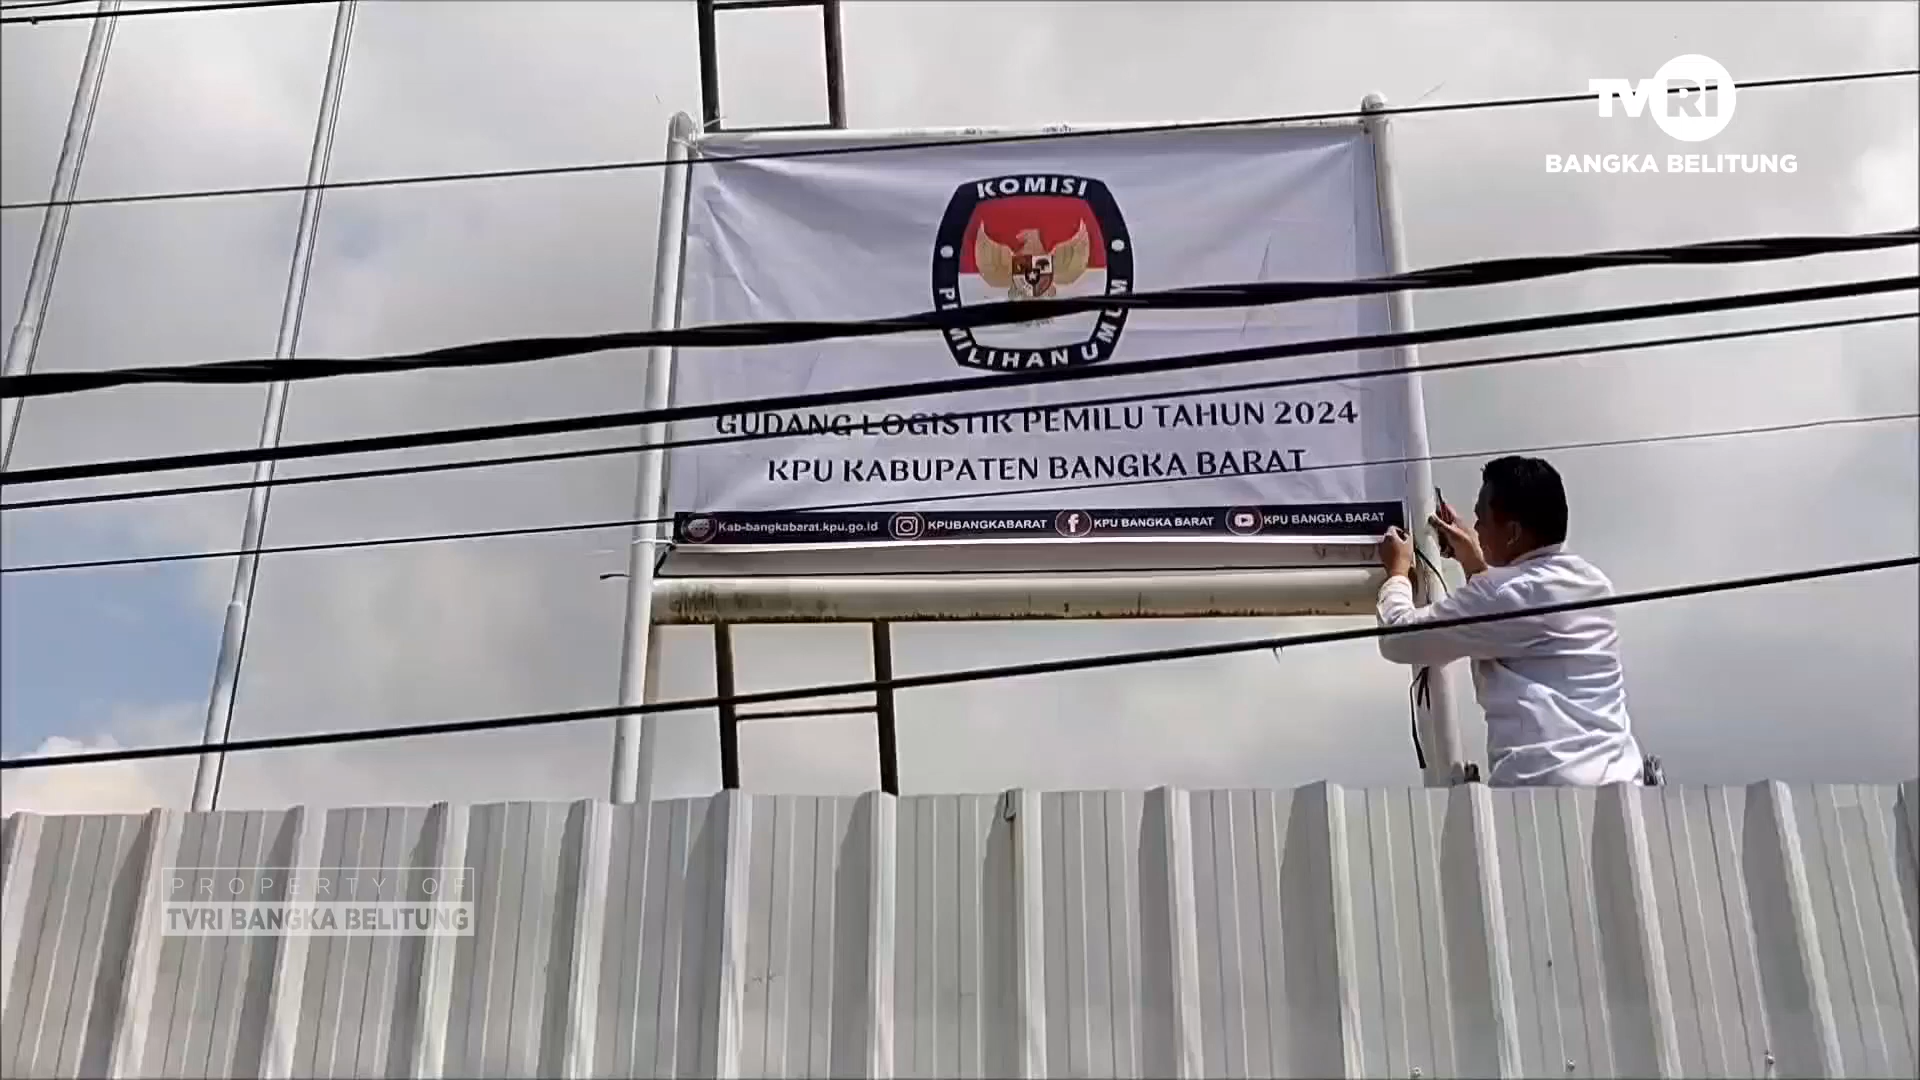 TVRI
BANGKA BELITUNG
KOMISI
PEMILIHAN UMUM
GUDANG LOGISTIK PEMILU TAHUN 2024
KPU KABUPATEN BANGKA BARAT
Kab-bangkabarat.kpu.go.id KPUBANGKABARAT KPU BANGKA BARAT KPU BANGKA BARAT
PROPERTY OF
TVRI BANGKA BELITUNG